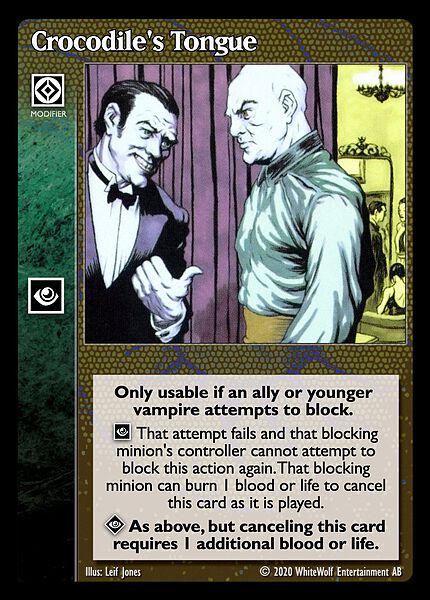 Crocodile's Tongue
MODIFIER
Only usable if an ally or younger
vampire attempts to block.
That attempt fails and that blocking
minion's controller cannot attempt to
block this action again.That blocking
minion can burn 1 blood or life to cancel
this card as it is played.
As above, but canceling this card
requires 1 additional blood or life.
Illus: Leif Jones
© 2020 WhiteWolf Entertainment AB